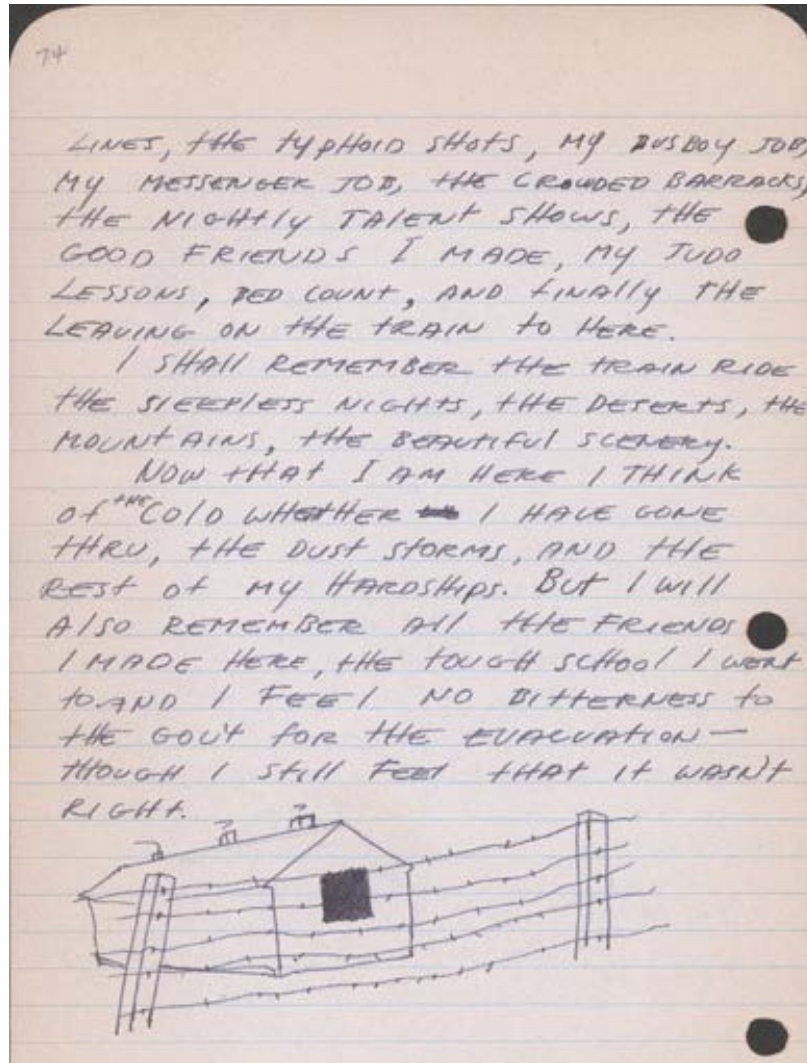 74
LINES, THE TYPHOID SHOTS, MY BUSBOY JOB,
MY MESSENGER JOB, THE CROWDED BARRACKS,
THE NIGHTLY TALENT SHOWS, THE
GOOD FRIENDS I MADE, MY JUDO
LESSONS, BED COUNT, AND FINALLY THE
LEAVING ON THE TRAIN TO HERE.
I SHALL REMEMBER THE TRAIN RIDE
THE SLEEPLESS NIGHTS, THE DESERTS, THE
MOUNTAINS, THE BEAUTIFUL SCENERY.
NOW THAT I AM HERE I THINK
OF THE COLD WHETHER I HAVE GONE
THRU, THE DUST STORMS, AND THE
REST OF MY HARDSHIPS. BUT I WILL
ALSO REMEMBER ALL THE FRIENDS
I MADE HERE, THE TOUGH SCHOOL I WENT
TO AND I FEEL NO BITTERNESS TO
THE GOV'T FOR THE EVACUATION—
THOUGH I STILL FEEL THAT IT WASN'T
RIGHT.